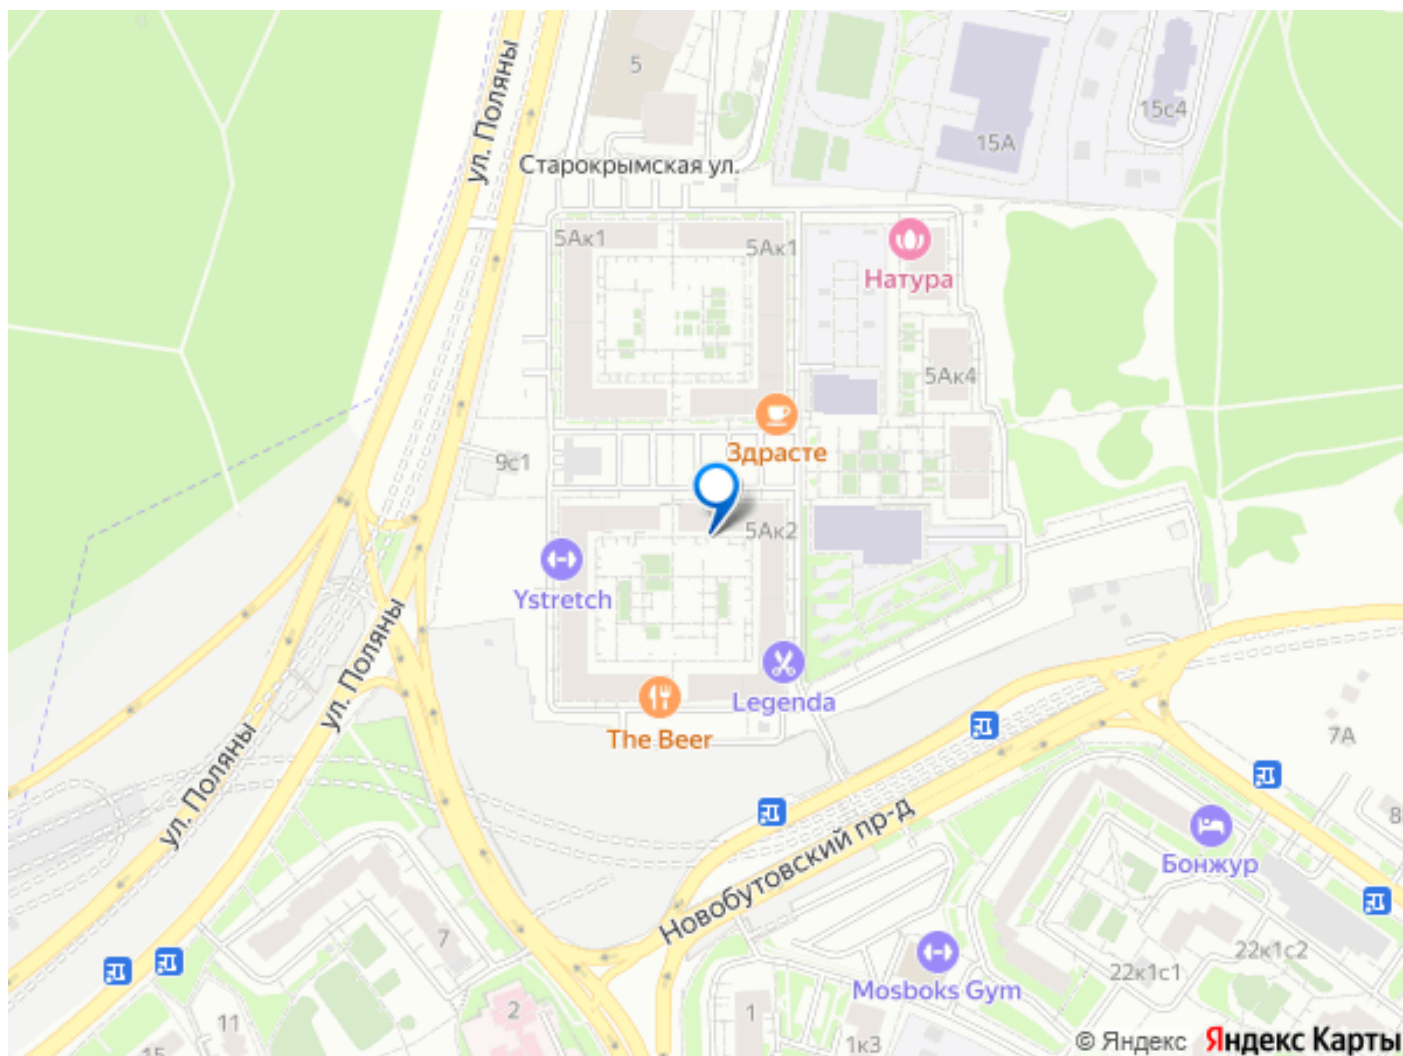 5
ул. Поляны
15с4
15А
Старокрымская ул.
5Ак1
5Ак1
Натура
5Ак4
Здрасте
9с1
5Ак2
Ystretch
ул. Поляны
Legenda
The Beer
7А
ул. Поляны
8
Новобутовский пр-д
Бонжур
7
22к1с2
22к1с1
Mosboks Gym
2
1
11
15
1к3
© Яндекс Яндекс Карты